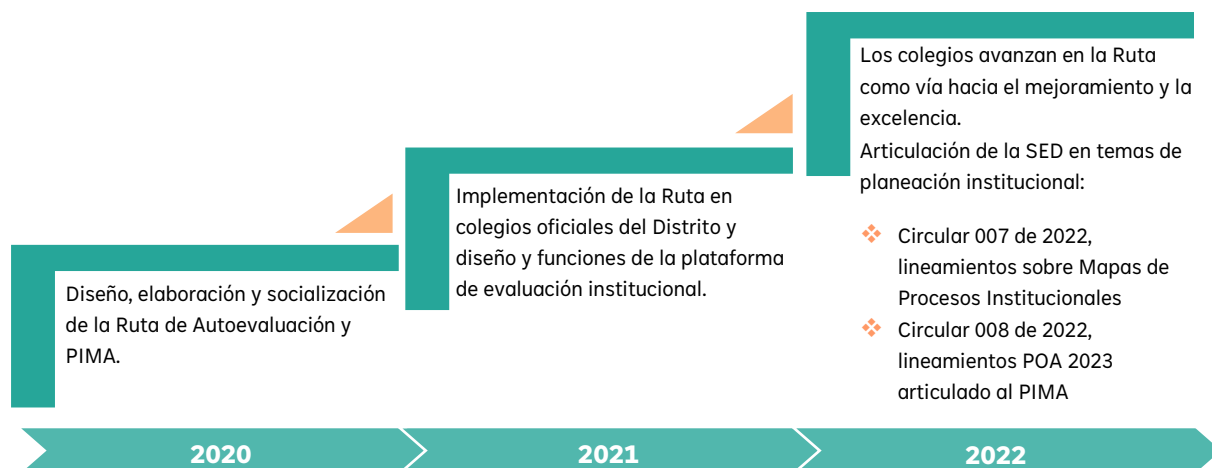 Diseño, elaboración y socialización
de la Ruta de Autoevaluación y
PIMA.
Implementación de la Ruta en
colegios oficiales del Distrito y
diseño y funciones de la plataforma
de evaluación institucional.
Los colegios avanzan en la Ruta
como vía hacia el mejoramiento y la
excelencia.
Articulación de la SED en temas de
planeación institucional:
Circular 007 de 2022,
lineamientos sobre Mapas de
Procesos Institucionales
Circular 008 de 2022,
lineamientos POA 2023
articulado al PIMA
2020
2021
2022